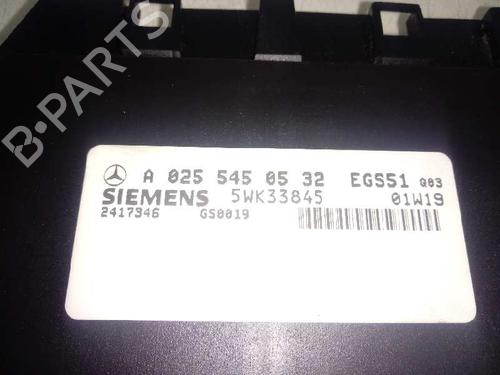 B-PARTS
A 025 545 05 32 EGS51 Q03
SIEMENS 5WK33845
2417346 GS0019 01W19